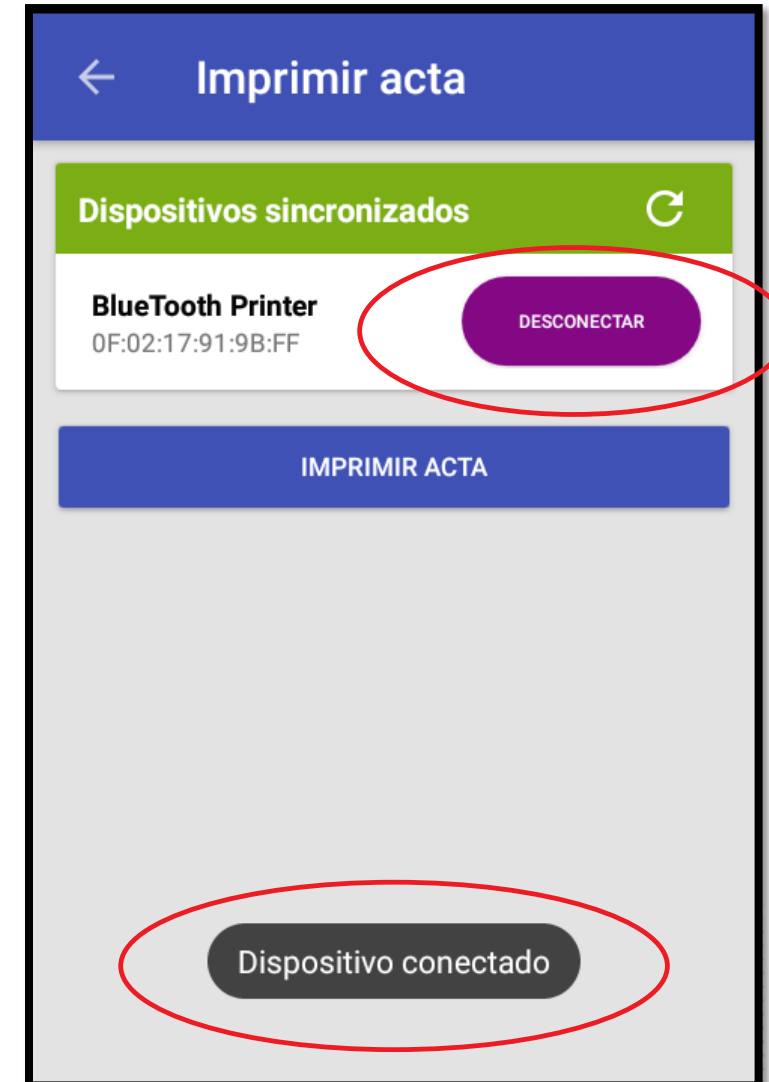 Imprimir acta
Dispositivos sincronizados
BlueTooth Printer
DESCONECTAR
0F:02:17:91:9B:FF
IMPRIMIR ACTA
Dispositivo conectado